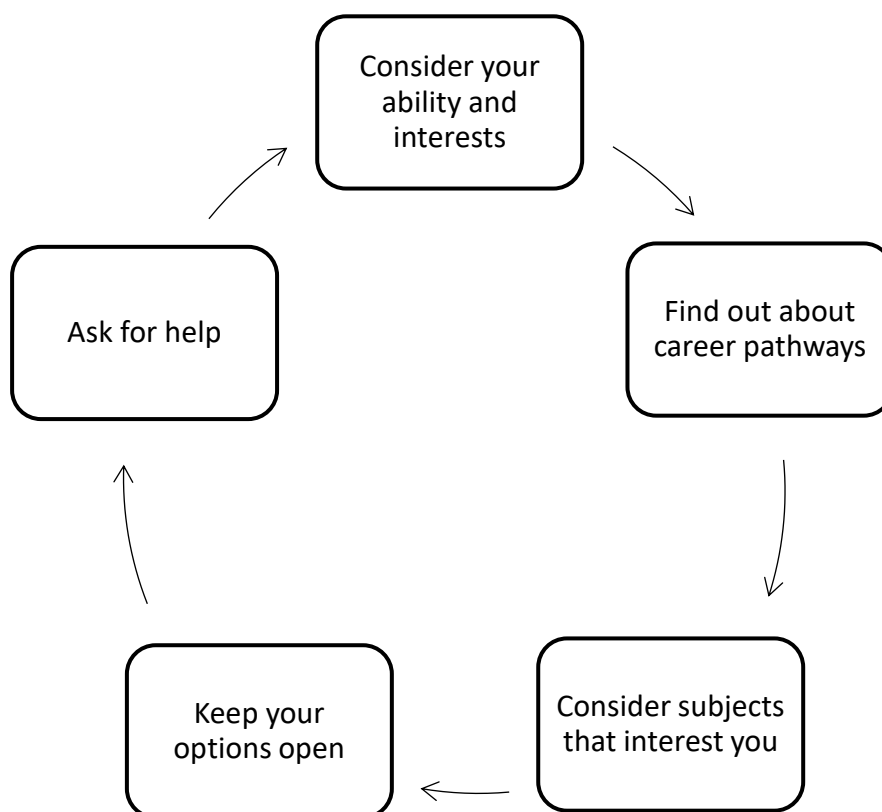 Consider your
ability and
interests
Find out about
career pathways
Consider subjects
that interest you
Keep your
options open
Ask for help